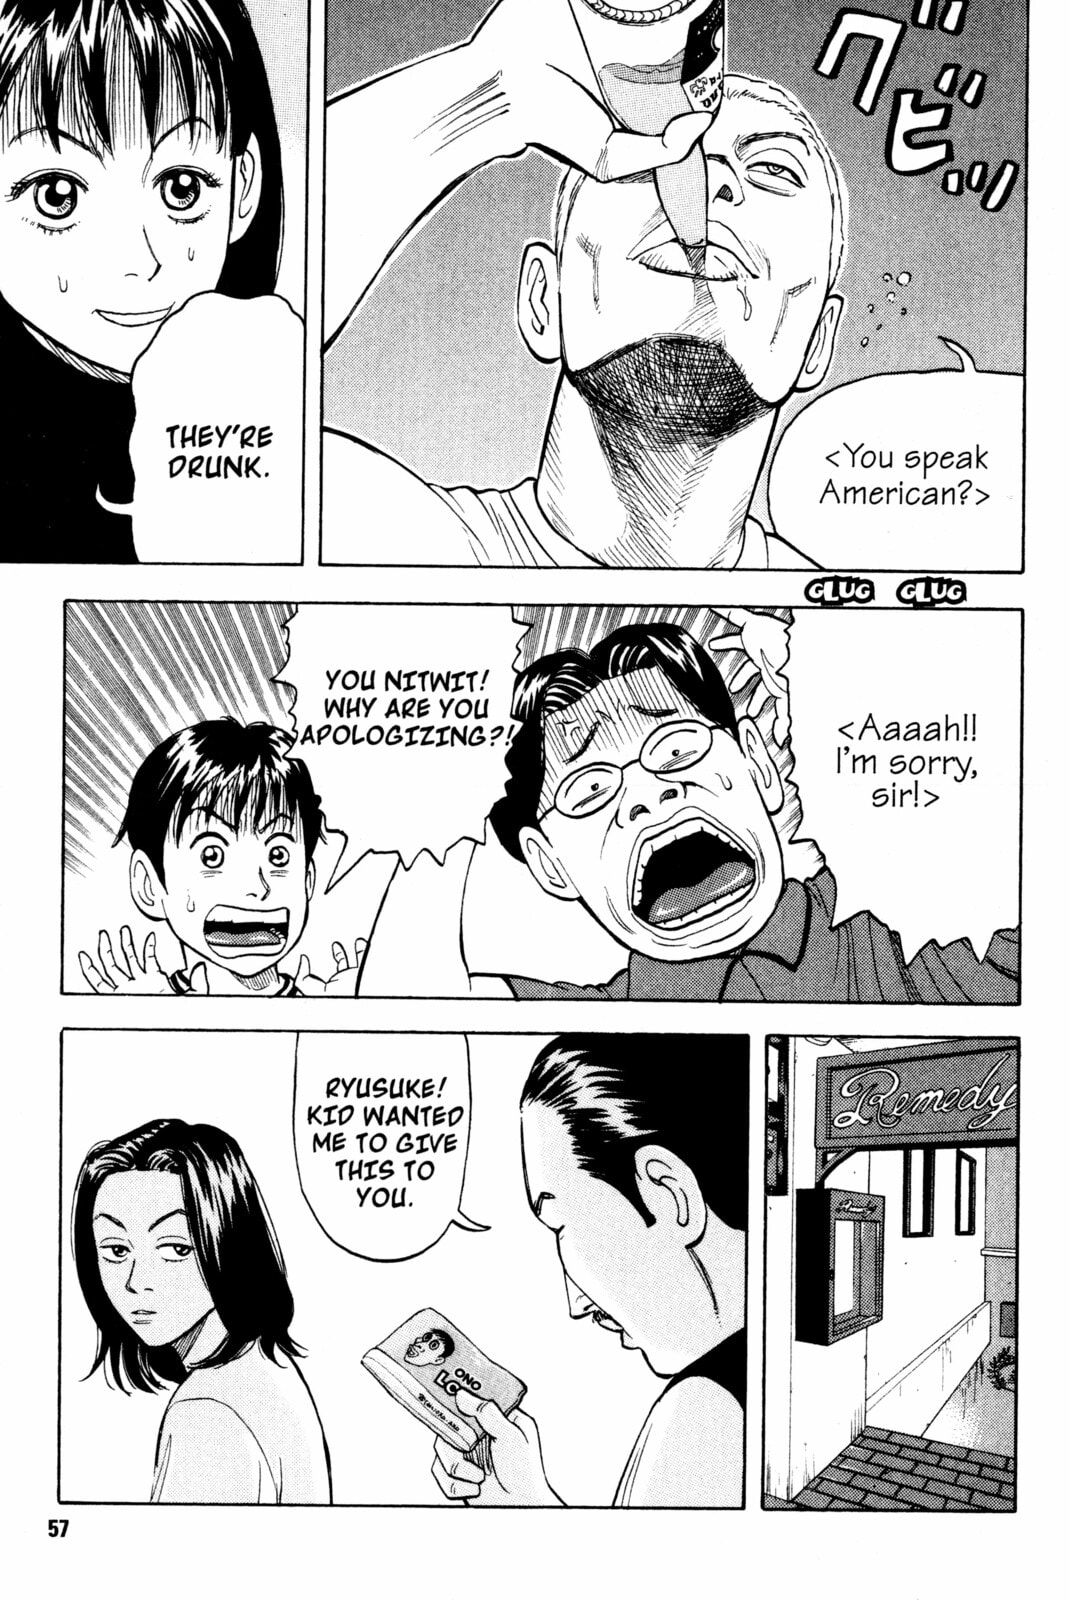 グビ
ビッ
<You speak
American?>
THEY'RE
DRUNK.
GLUG GLUG
<Aaaah!!
I'm sorry,
sir!>
YOU NITWIT!
WHY ARE YOU
APOLOGIZING?!
Remedy
RYUSUKE!
KID WANTED
ME TO GIVE
THIS TO
YOU.
ONO
57